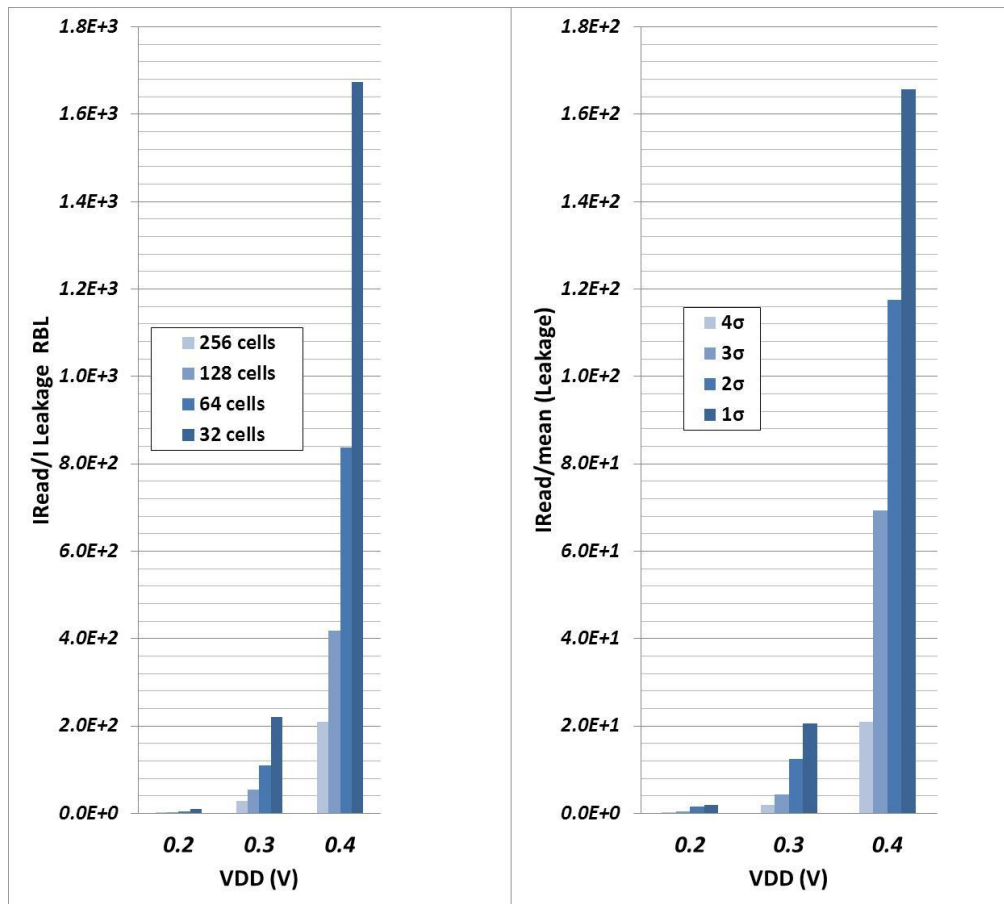 1.8E+3
1.6E+3
1.4E+3
1.2E+3
1.0E+3
8.0E+2
6.0E+2
4.0E+2
2.0E+2
0.0E+0
IRead/I Leakage RBL
256 cells
128 cells
64 cells
32 cells
0.2 0.3 0.4
VDD (V)
1.8E+2
1.6E+2
1.4E+2
1.2E+2
1.0E+2
8.0E+1
6.0E+1
4.0E+1
2.0E+1
0.0E+0
IRead/mean (Leakage)
4σ
3σ
2σ
1σ
0.2 0.3 0.4
VDD (V)